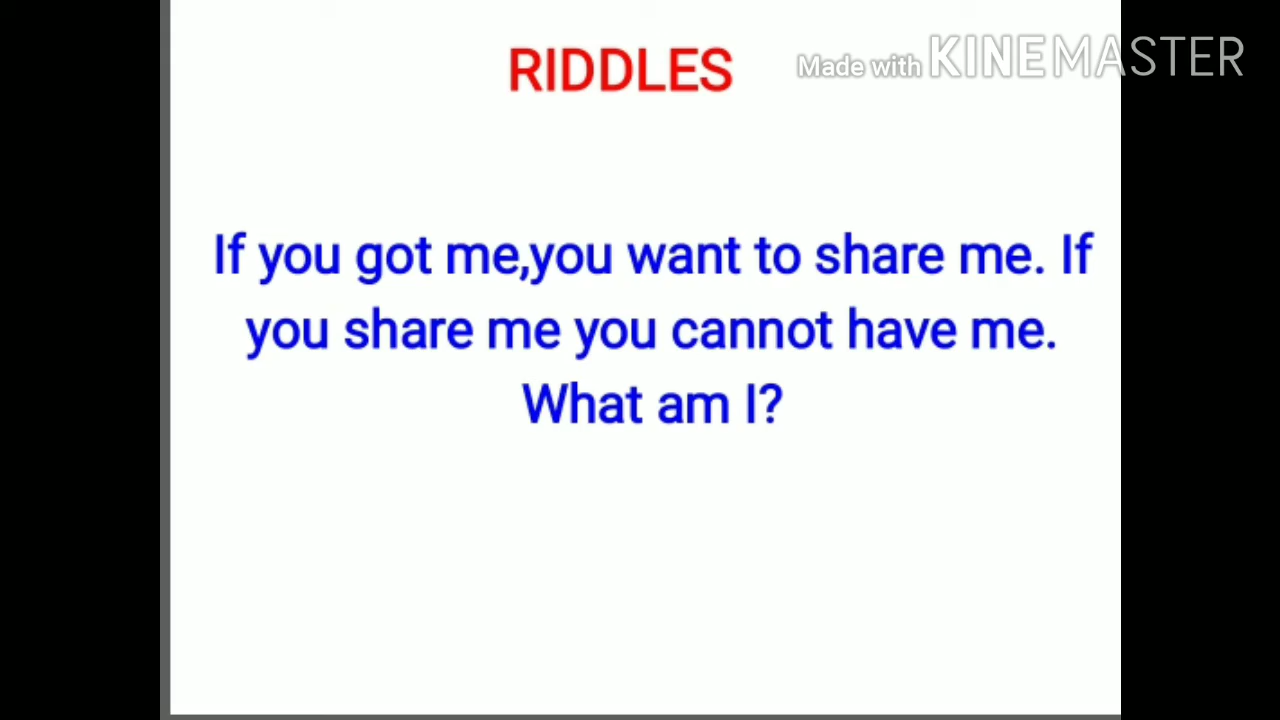 RIDDLES
Made with KINEMASTER
If you got me,you want to share me. If
you share me you cannot have me.
What am I?